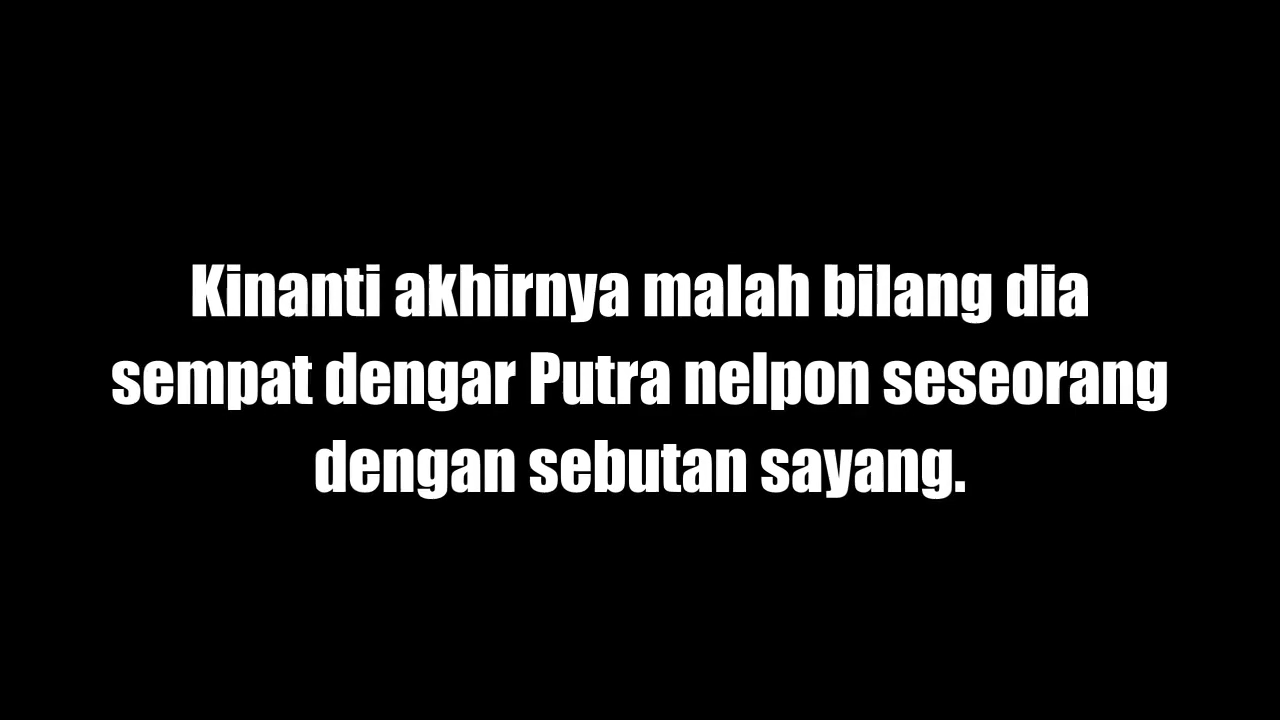 Kinanti akhirnya malah bilang dia
sempat dengar Putra nelpon seseorang
dengan sebutan sayang.